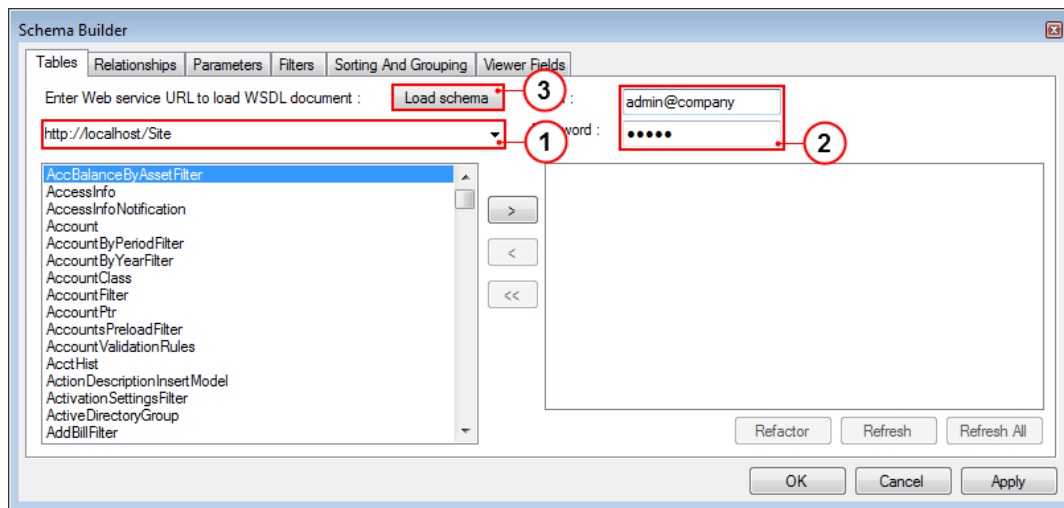 Schema Builder
Tables Relationships Parameters Filters Sorting And Grouping Viewer Fields
Enter Web service URL to load WSDL document : Load schema 3 : admin@company
http://localhost/Site 1 word : ●●●●● 2
AccBalanceByAssetFilter
AccessInfo
AccessInfoNotification
Account
AccountByPeriodFilter
AccountByYearFilter
AccountClass
AccountFilter
AccountPtr
AccountsPreloadFilter
AccountValidationRules
AcctHist
ActionDescriptionInsertModel
ActivationSettingsFilter
ActiveDirectoryGroup
AddBillFilter
>
<
<<
Refactor Refresh Refresh All
OK Cancel Apply